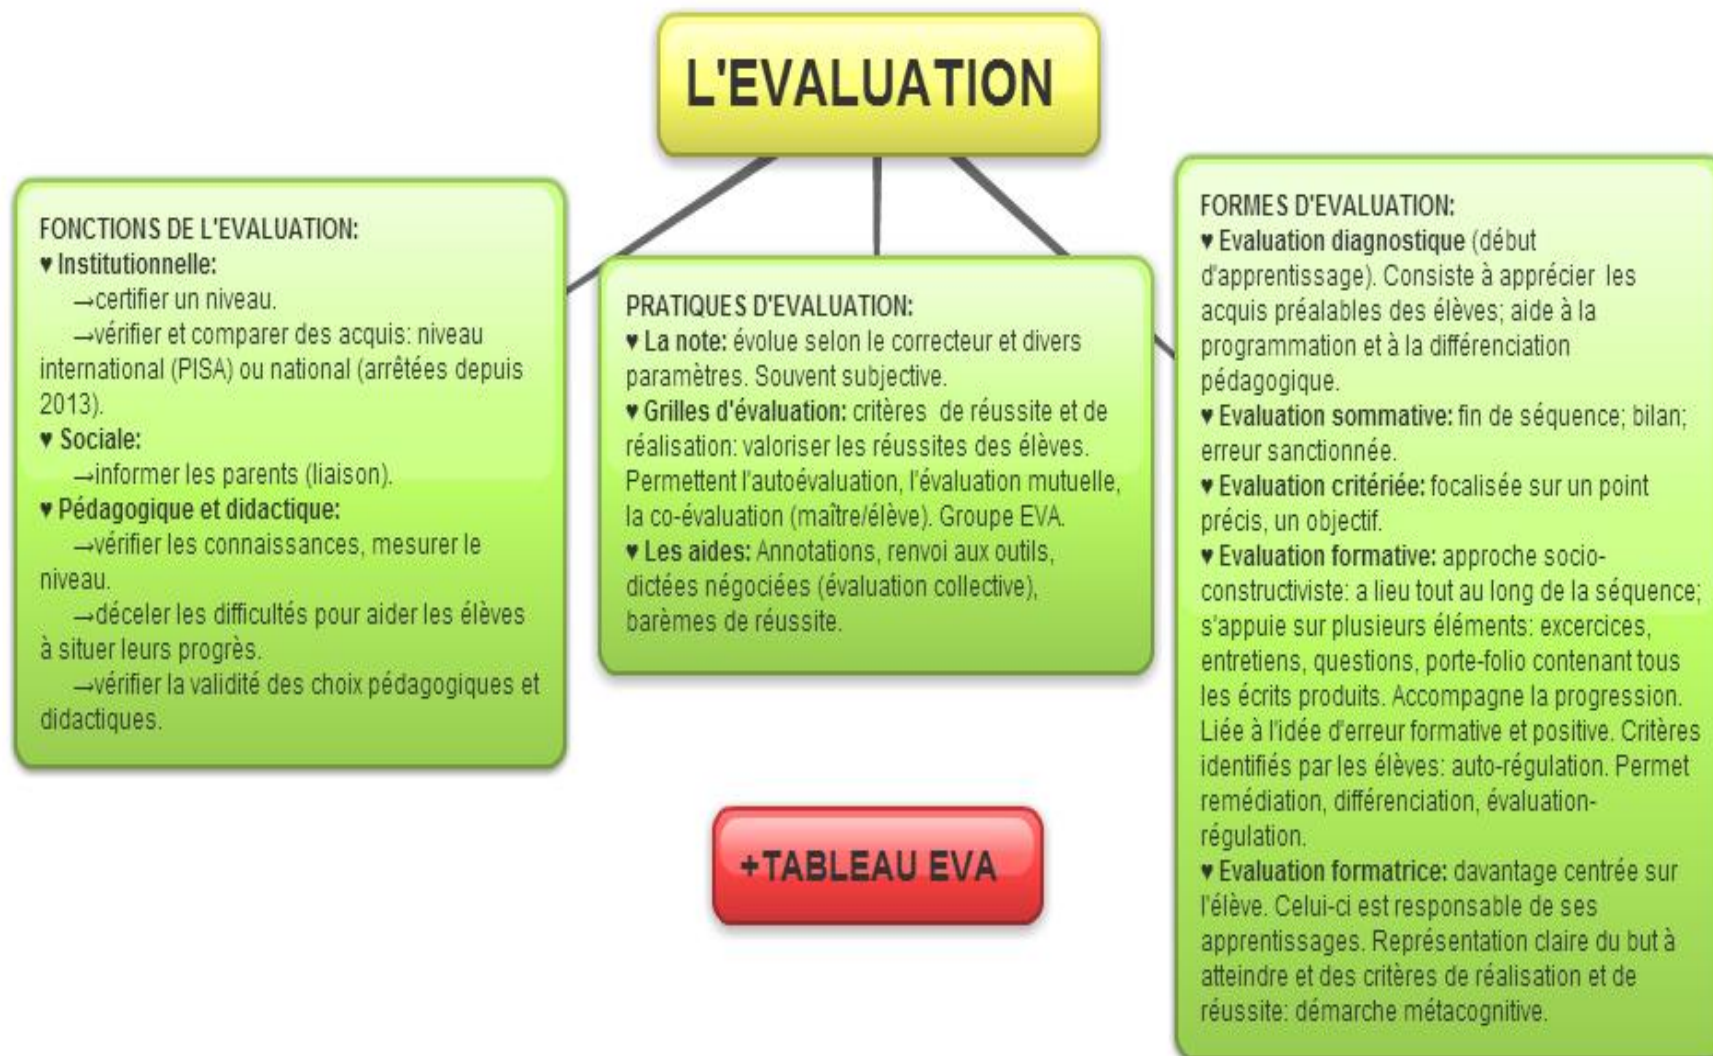 L'EVALUATION
FONCTIONS DE L'EVALUATION:
♥ Institutionnelle:
→certifier un niveau.
→vérifier et comparer des acquis: niveau
international (PISA) ou national (arrêtées depuis
2013).
♥ Sociale:
→informer les parents (liaison).
♥ Pédagogique et didactique:
→vérifier les connaissances, mesurer le
niveau.
→déceler les difficultés pour aider les élèves
à situer leurs progrès.
→vérifier la validité des choix pédagogiques et
didactiques.
PRATIQUES D'EVALUATION:
♥ La note: évolue selon le correcteur et divers
paramètres. Souvent subjective.
♥ Grilles d'évaluation: critères de réussite et de
réalisation: valoriser les réussites des élèves.
Permettent l'autoévaluation, l'évaluation mutuelle,
la co-évaluation (maître/élève). Groupe EVA.
♥ Les aides: Annotations, renvoi aux outils,
dictées négociées (évaluation collective),
barèmes de réussite.
FORMES D'EVALUATION:
♥ Evaluation diagnostique (début
d'apprentissage). Consiste à apprécier les
acquis préalables des élèves; aide à la
programmation et à la différenciation
pédagogique.
♥ Evaluation sommative: fin de séquence; bilan;
erreur sanctionnée.
♥ Evaluation critériée: focalisée sur un point
précis, un objectif.
♥ Evaluation formative: approche socio-
constructiviste: a lieu tout au long de la séquence;
s'appuie sur plusieurs éléments: excercices,
entretiens, questions, porte-folio contenant tous
les écrits produits. Accompagne la progression.
Liée à l'idée d'erreur formative et positive. Critères
identifiés par les élèves: auto-régulation. Permet
remédiation, différenciation, évaluation-
régulation.
♥ Evaluation formatrice: davantage centrée sur
l'élève. Celui-ci est responsable de ses
apprentissages. Représentation claire du but à
atteindre et des critères de réalisation et de
réussite: démarche métacognitive.
+TABLEAU EVA